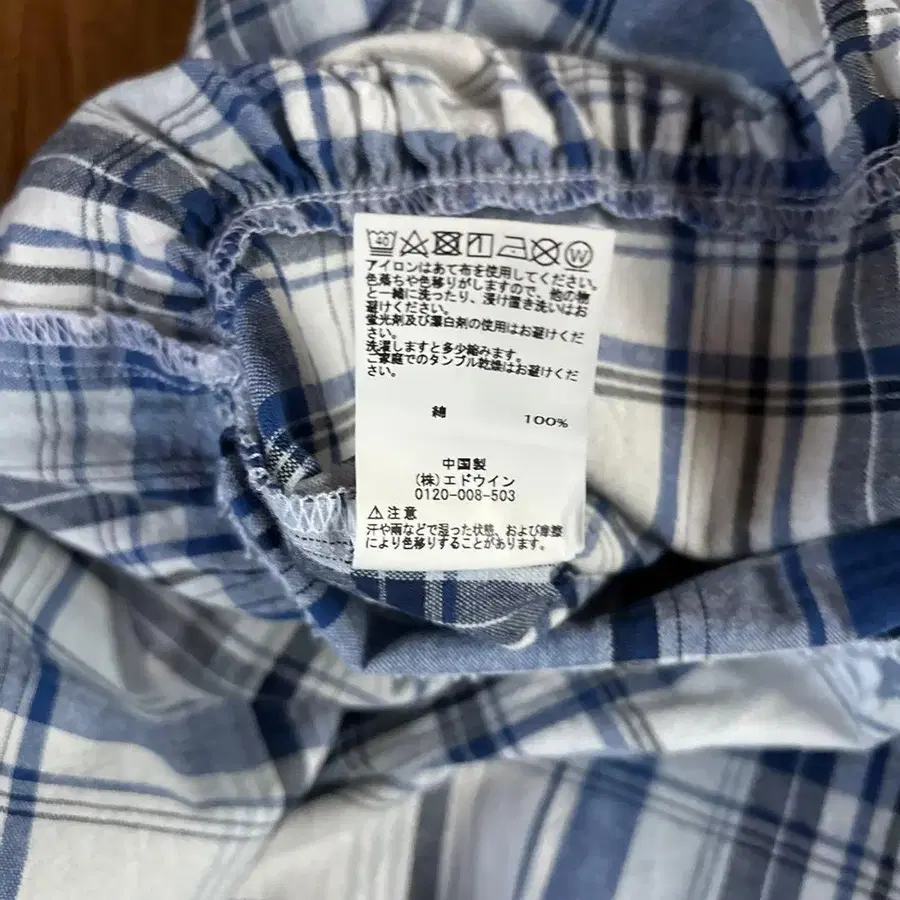 40 W
アイロンはあて布を使用してください。
色落ちや色移りがしますので、他の物
と一緒に洗ったり、浸け置き洗いはお
避けください。
蛍光剤及び漂白剤の使用はお避けくだ
さい。
洗濯しますと多少縮みます。
ご家庭でのタンブル乾燥はお避けくだ
さい。
綿 100%
中国製
(株)エドウイン
0120-008-503
⚠注意
汗や雨などで湿った状態、および摩擦
により色移りすることがあります。